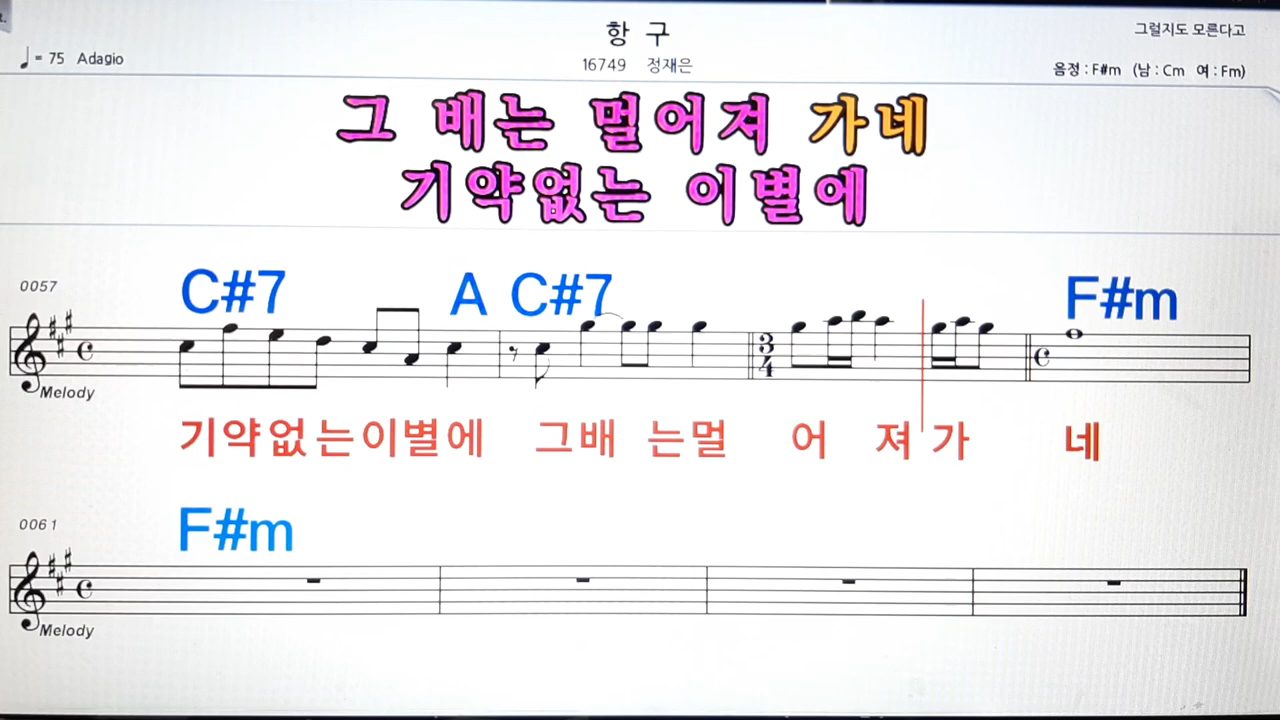 항 구
그럴지도 모른다고
♩ = 75 Adagio
16749 정재은
음정 : F#m (남 : Cm 여 : Fm)
그 배는 멀어져 가네
기약없는 이별에
0057
C#7 A C#7 F#m
3
4
Melody
기약없는이별에 그배 는멀 어 져 가 네
0061
F#m
Melody